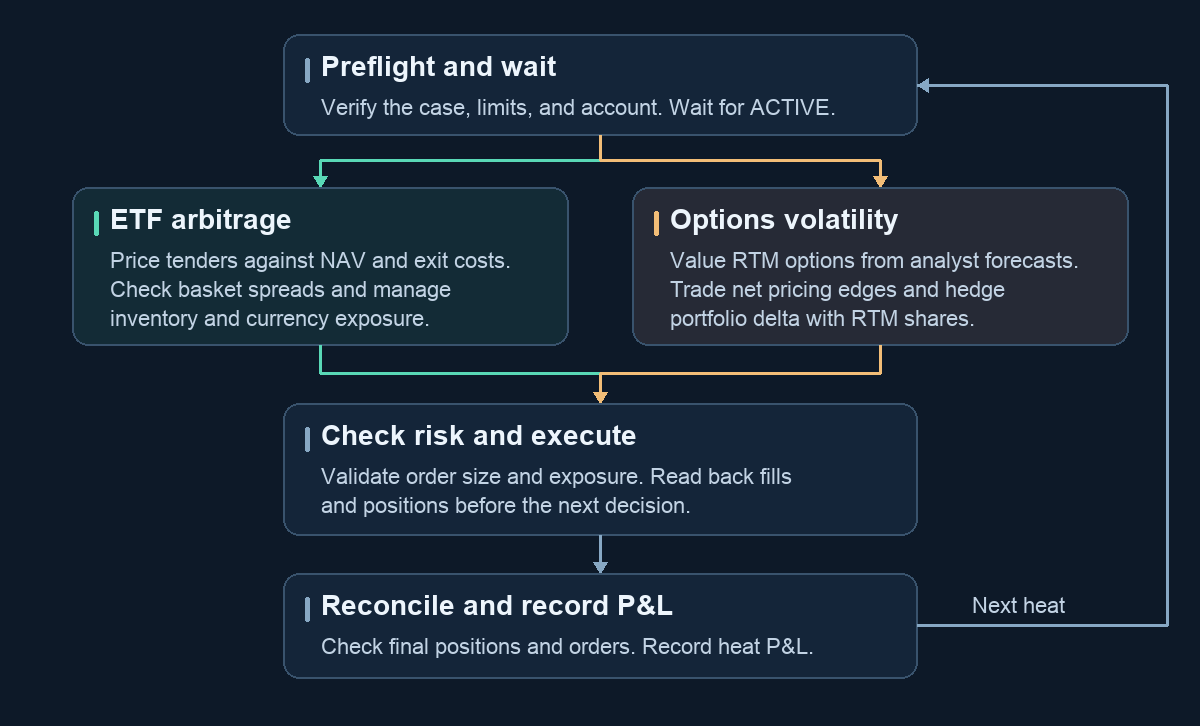 Preflight and wait
Verify the case, limits, and account. Wait for ACTIVE.
ETF arbitrage
Price tenders against NAV and exit costs.
Check basket spreads and manage
inventory and currency exposure.
Options volatility
Value RTM options from analyst forecasts.
Trade net pricing edges and hedge
portfolio delta with RTM shares.
Check risk and execute
Validate order size and exposure. Read back fills
and positions before the next decision.
Reconcile and record P&L
Check final positions and orders. Record heat P&L.
Next heat